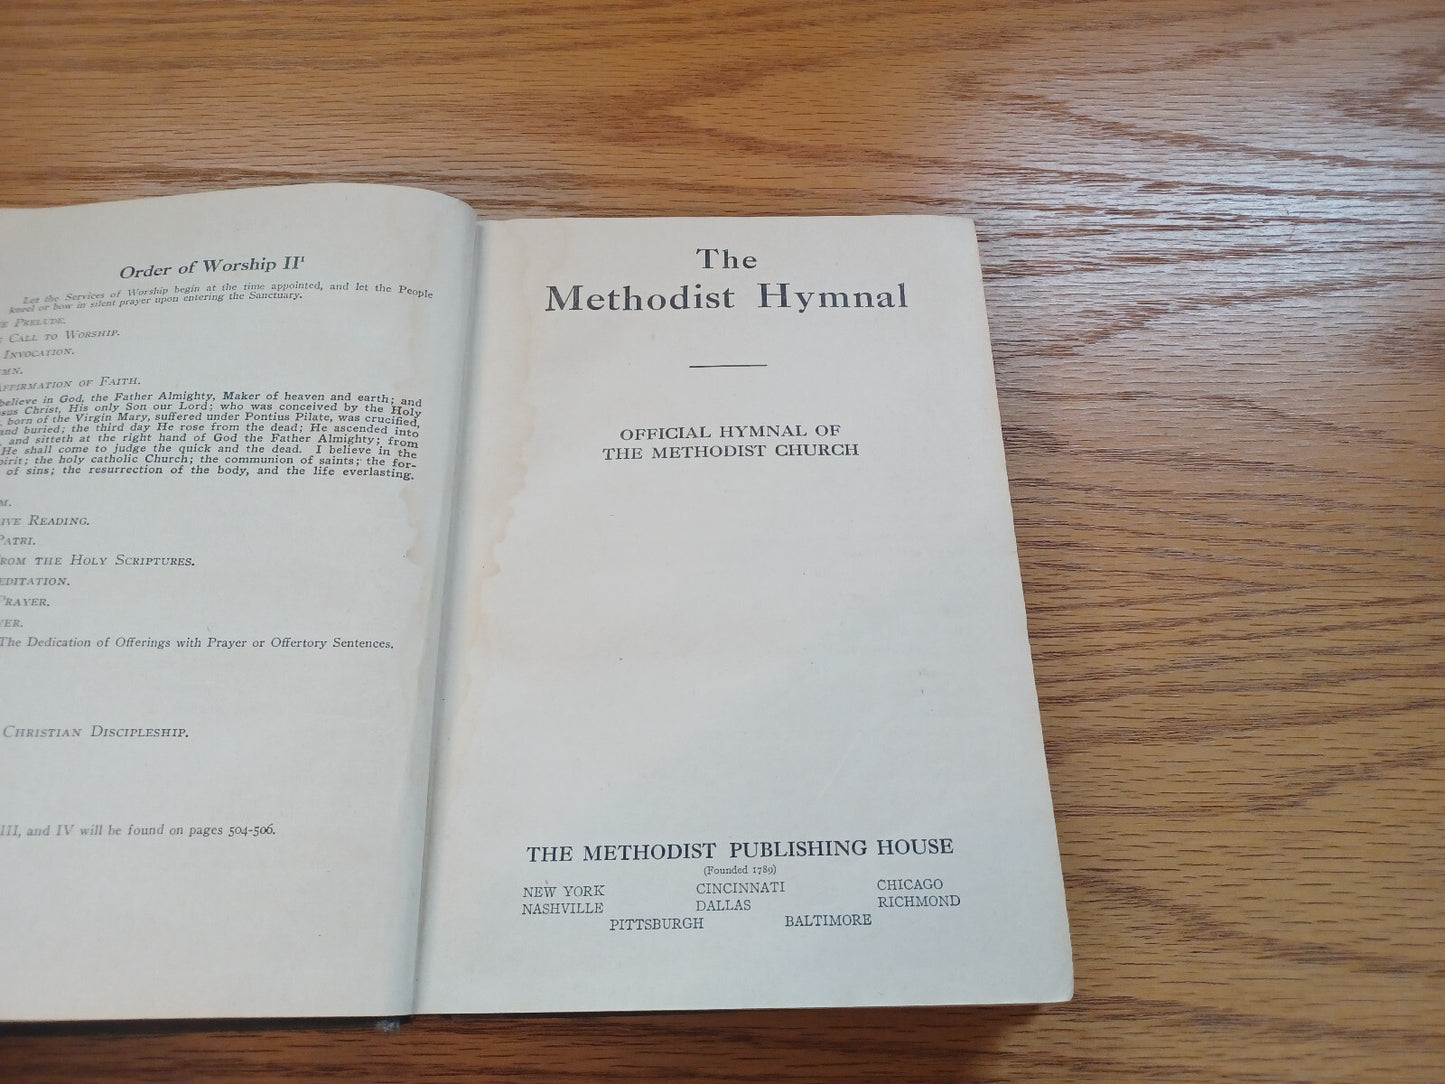 Order of Worship II¹
Let the Services of Worship begin at the time appointed, and let the People
kneel or bow in silent prayer upon entering the Sanctuary.
PRELUDE.
CALL TO WORSHIP.
INVOCATION.
AFFIRMATION OF FAITH.
believe in God, the Father Almighty, Maker of heaven and earth; and
Christ, His only Son our Lord; who was conceived by the Holy
born of the Virgin Mary, suffered under Pontius Pilate, was crucified,
and buried; the third day He rose from the dead; He ascended into
and sitteth at the right hand of God the Father Almighty; from
He shall come to judge the quick and the dead. I believe in the
the holy catholic Church; the communion of saints; the for-
of sins; the resurrection of the body, and the life everlasting.
READING.
PATRI.
FROM THE HOLY SCRIPTURES.
PRAYER.
The Dedication of Offerings with Prayer or Offertory Sentences.
CHRISTIAN DISCIPLESHIP.
III, and IV will be found on pages 504-506.
The
Methodist Hymnal
OFFICIAL HYMNAL OF
THE METHODIST CHURCH
THE METHODIST PUBLISHING HOUSE
(Founded 1789)
NEW YORK CINCINNATI CHICAGO
NASHVILLE DALLAS RICHMOND
PITTSBURGH BALTIMORE